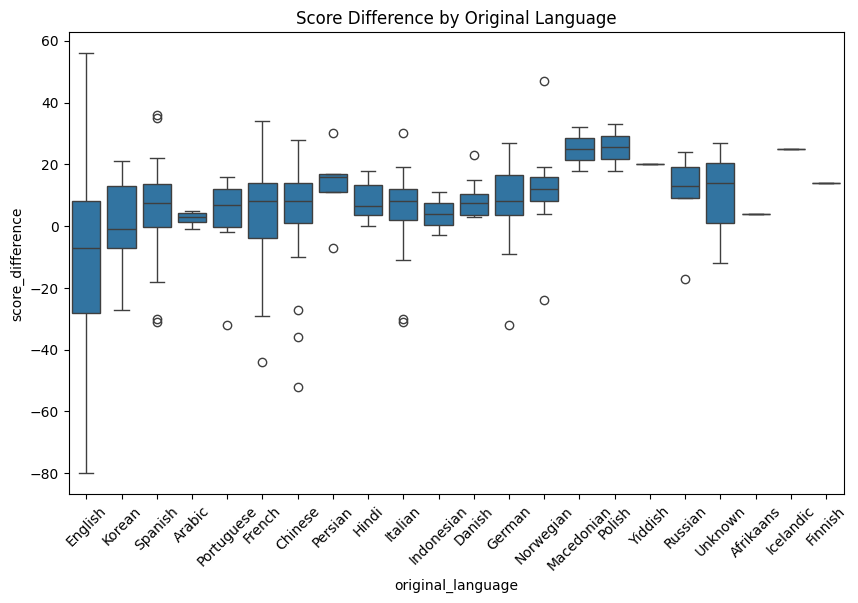 Score Difference by Original Language
score_difference
60
40
20
0
−20
−40
−60
−80
English
Korean
Spanish
Arabic
Portuguese
French
Chinese
Persian
Hindi
Italian
Indonesian
Danish
German
Norwegian
Macedonian
Polish
Yiddish
Russian
Unknown
Afrikaans
Icelandic
Finnish
original_language